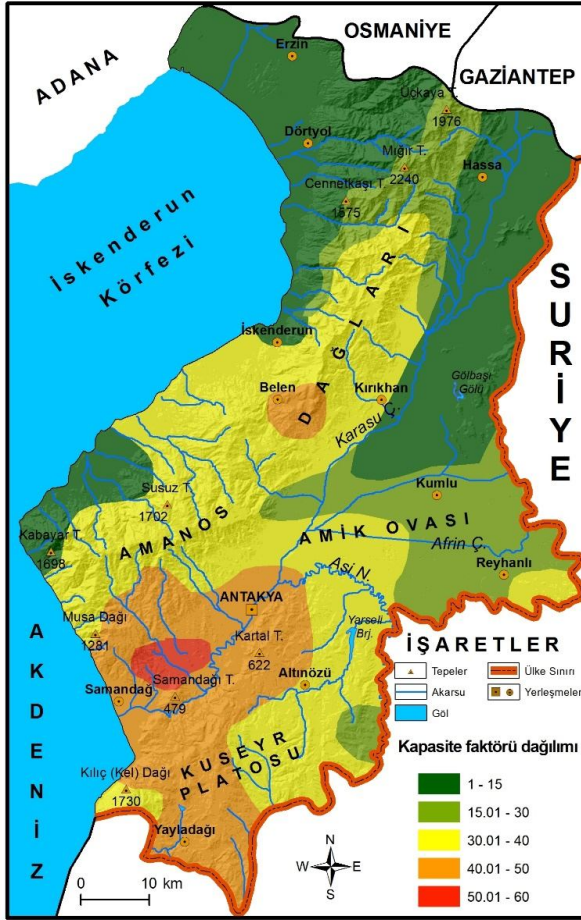 OSMANİYE
ADANA
GAZİANTEP
Erzin
Üçkaya T.
1976
Dörtyol
Mığır T.
2240
Hassa
Cennetkaşı T.
1575
İskenderun
Körfezi
SURİYE
İskenderun
Belen
Kırıkhan
DAĞLARI
Gölbaşı
Gölü
Karasu Ç.
Kumlu
Susuz T.
1702
AMANOS
AMİK OVASI
Afrin Ç.
Kabayar T.
1698
Asi N.
Reyhanlı
ANTAKYA
Yarseli
Brj.
Musa Dağı
1281
Kartal T.
622
Samandağ
Samandağı T.
479
Altınözü
AKDENİZ
KUSEYR
PLATOSU
Kılıç (Kel) Dağı
1730
Yayladağı
0 10 km
N
W E
S
İŞARETLER
Tepeler
Ülke Sınırı
Akarsu
Yerleşmeler
Göl
Kapasite faktörü dağılımı
1 - 15
15.01 - 30
30.01 - 40
40.01 - 50
50.01 - 60